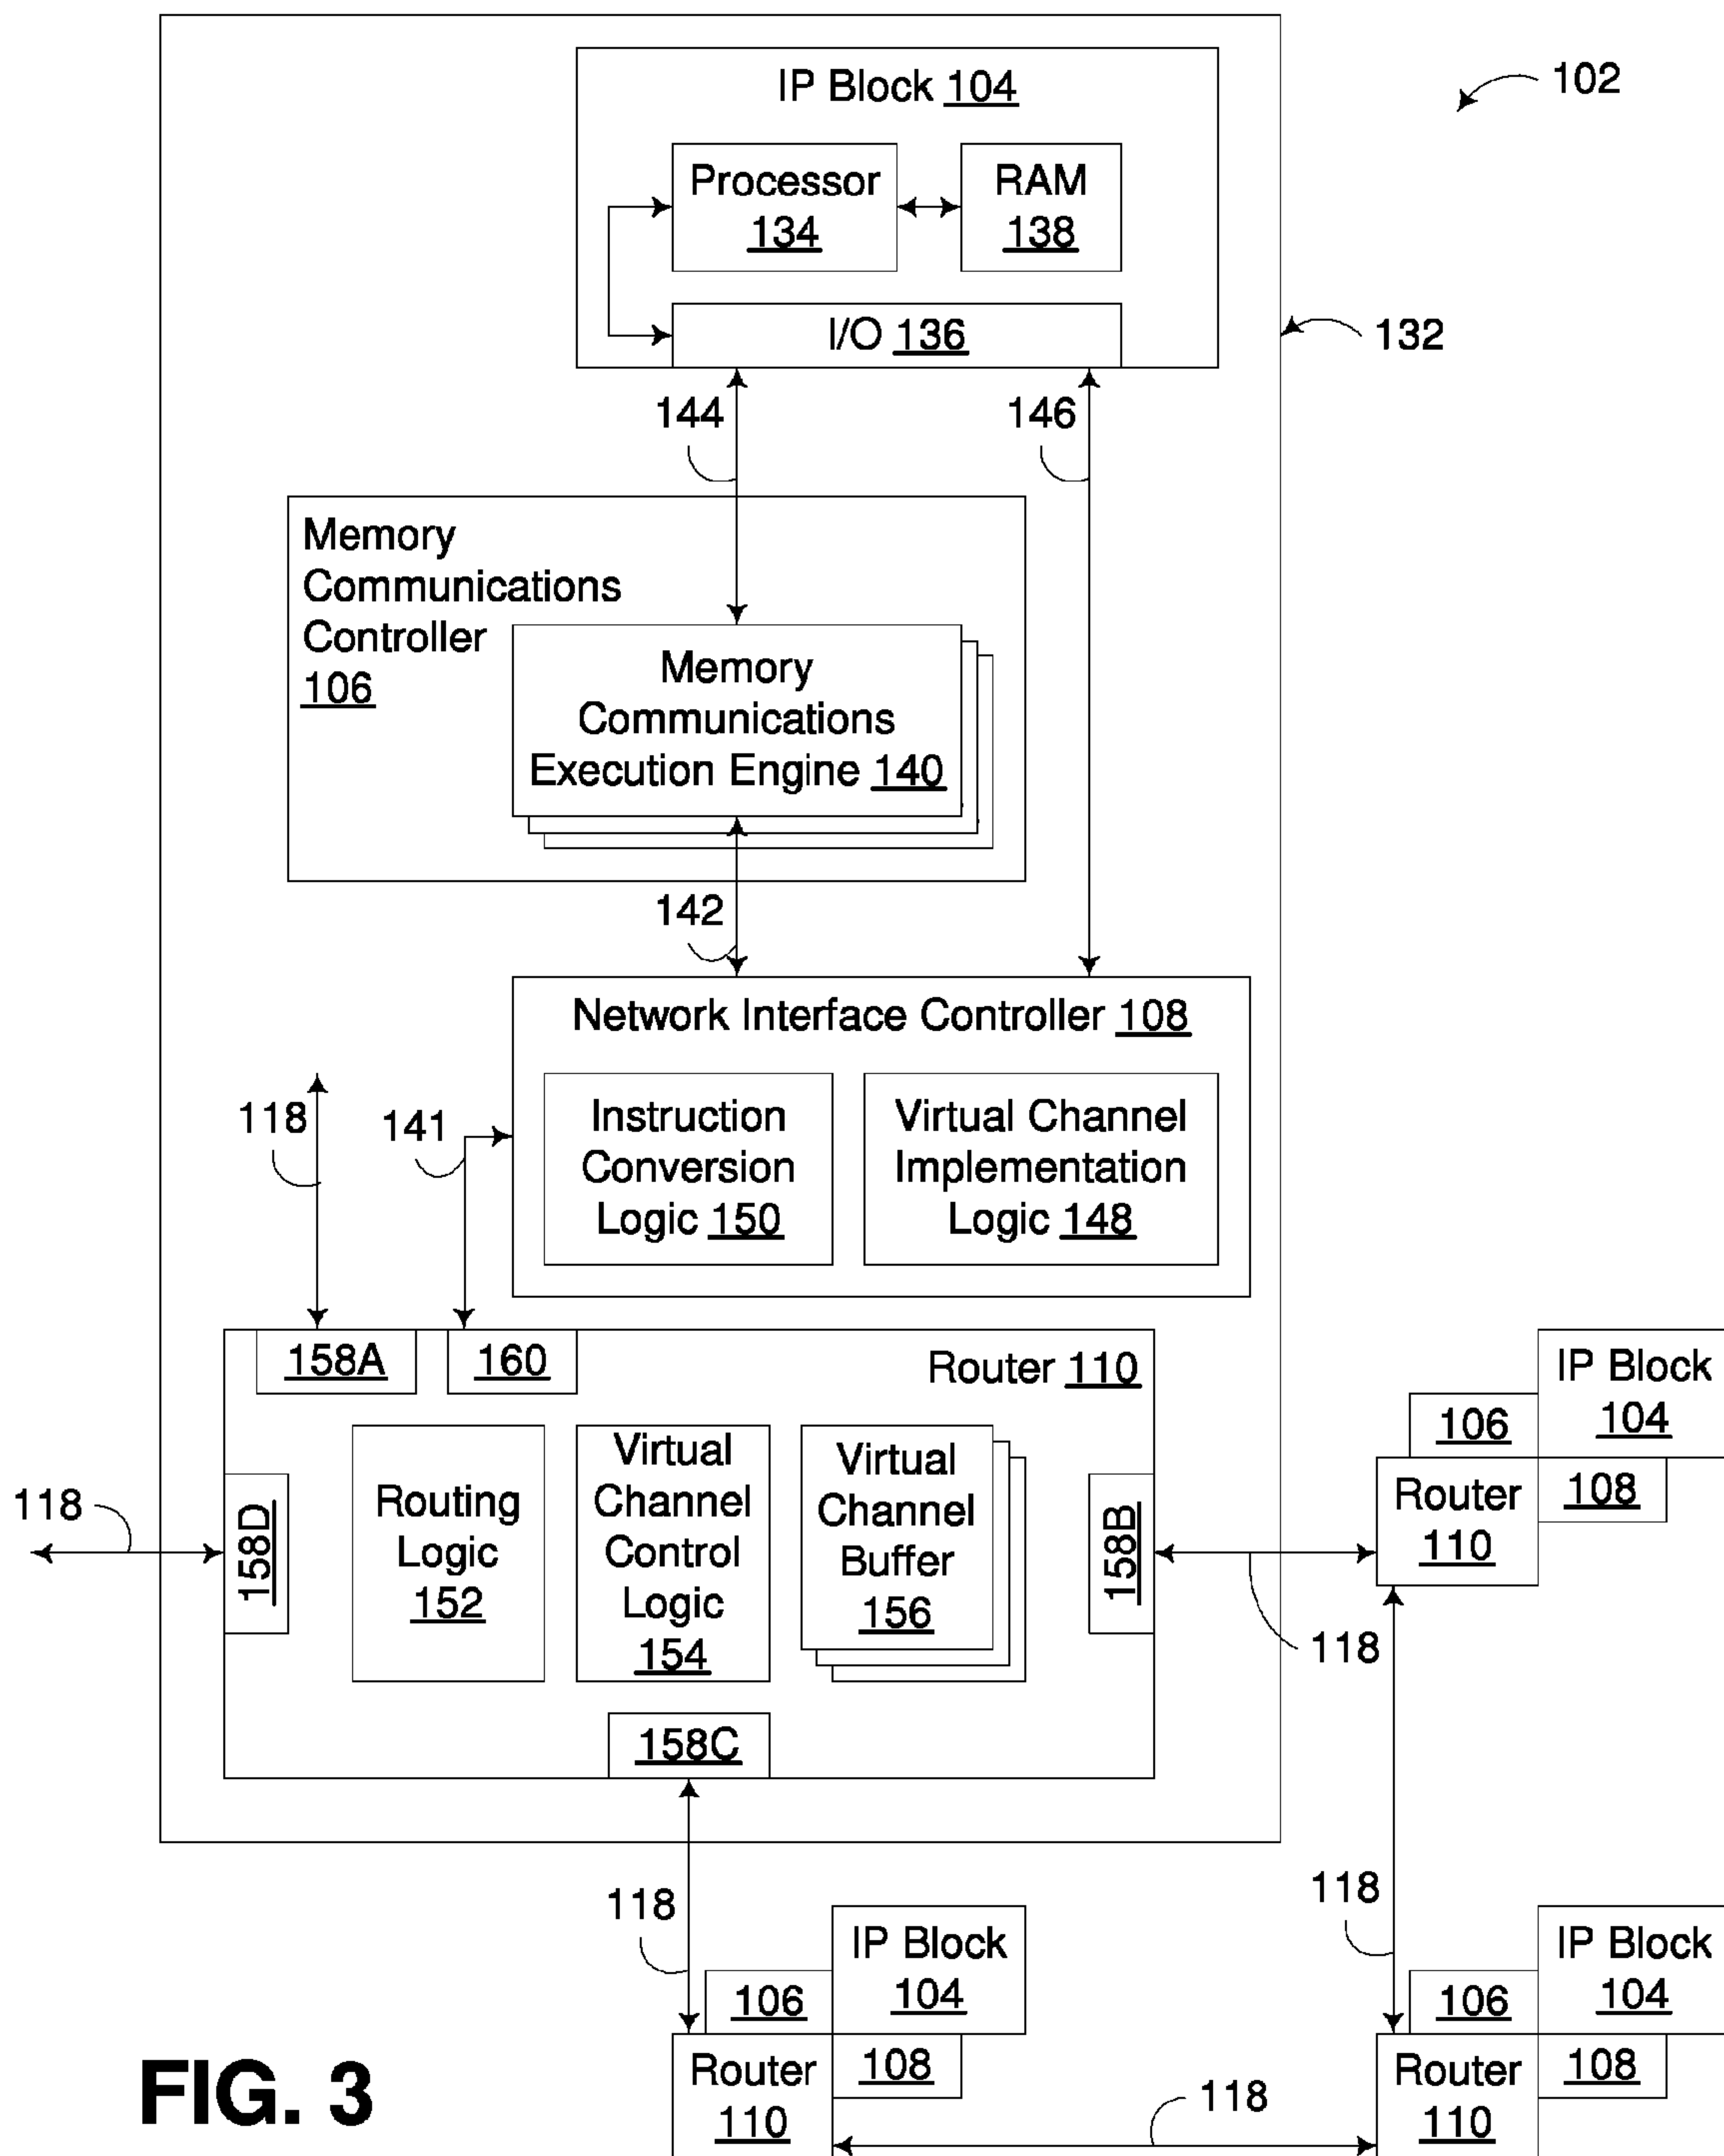 IP Block 104
102
Processor
134
RAM
138
I/O 136
132
144
146
Memory
Communications
Controller
106
Memory
Communications
Execution Engine 140
142
Network Interface Controller 108
118
141
Instruction
Conversion
Logic 150
Virtual Channel
Implementation
Logic 148
158A
160
Router 110
IP Block
104
106
Router
110
108
118
158D
Routing
Logic
152
Virtual
Channel
Control
Logic
154
Virtual
Channel
Buffer
156
158B
118
158C
118
118
IP Block
104
106
Router
110
108
IP Block
104
106
Router
110
108
118
FIG. 3